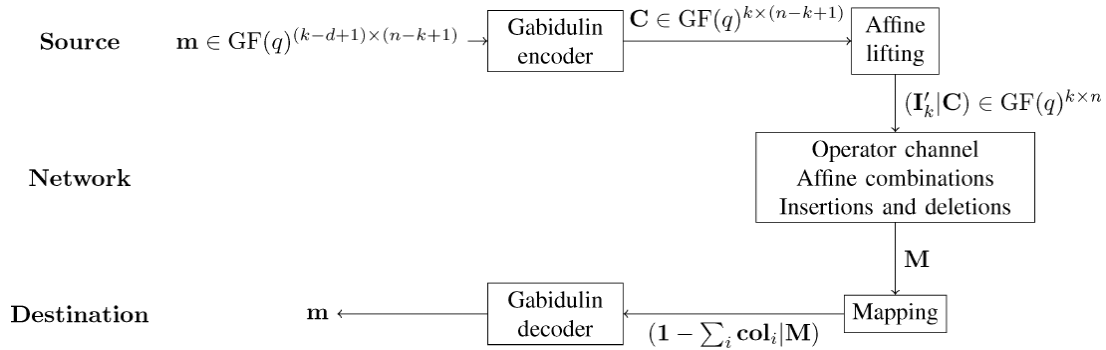 Source
m ∈ GF(q)^{(k−d+1)×(n−k+1)}
Gabidulin
encoder
C ∈ GF(q)^{k×(n−k+1)}
Affine
lifting
(I′_k|C) ∈ GF(q)^{k×n}
Network
Operator channel
Affine combinations
Insertions and deletions
M
Destination
m
Gabidulin
decoder
(1 − ∑_i col_i|M)
Mapping